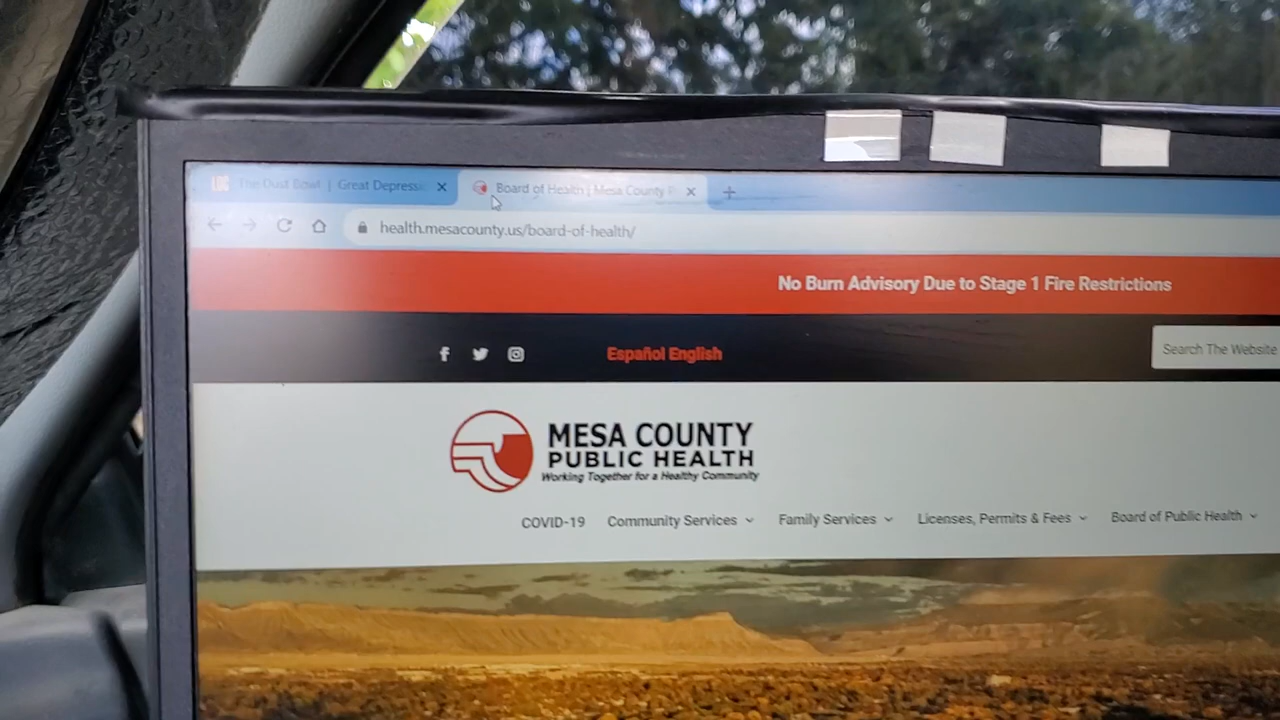 The Dust Bowl | Great Depressi
Board of Health | Mesa County P
health.mesacounty.us/board-of-health/
No Burn Advisory Due to Stage 1 Fire Restrictions
Español English
Search The Website
MESA COUNTY
PUBLIC HEALTH
Working Together for a Healthy Community
COVID-19 Community Services Family Services Licenses, Permits & Fees Board of Public Health